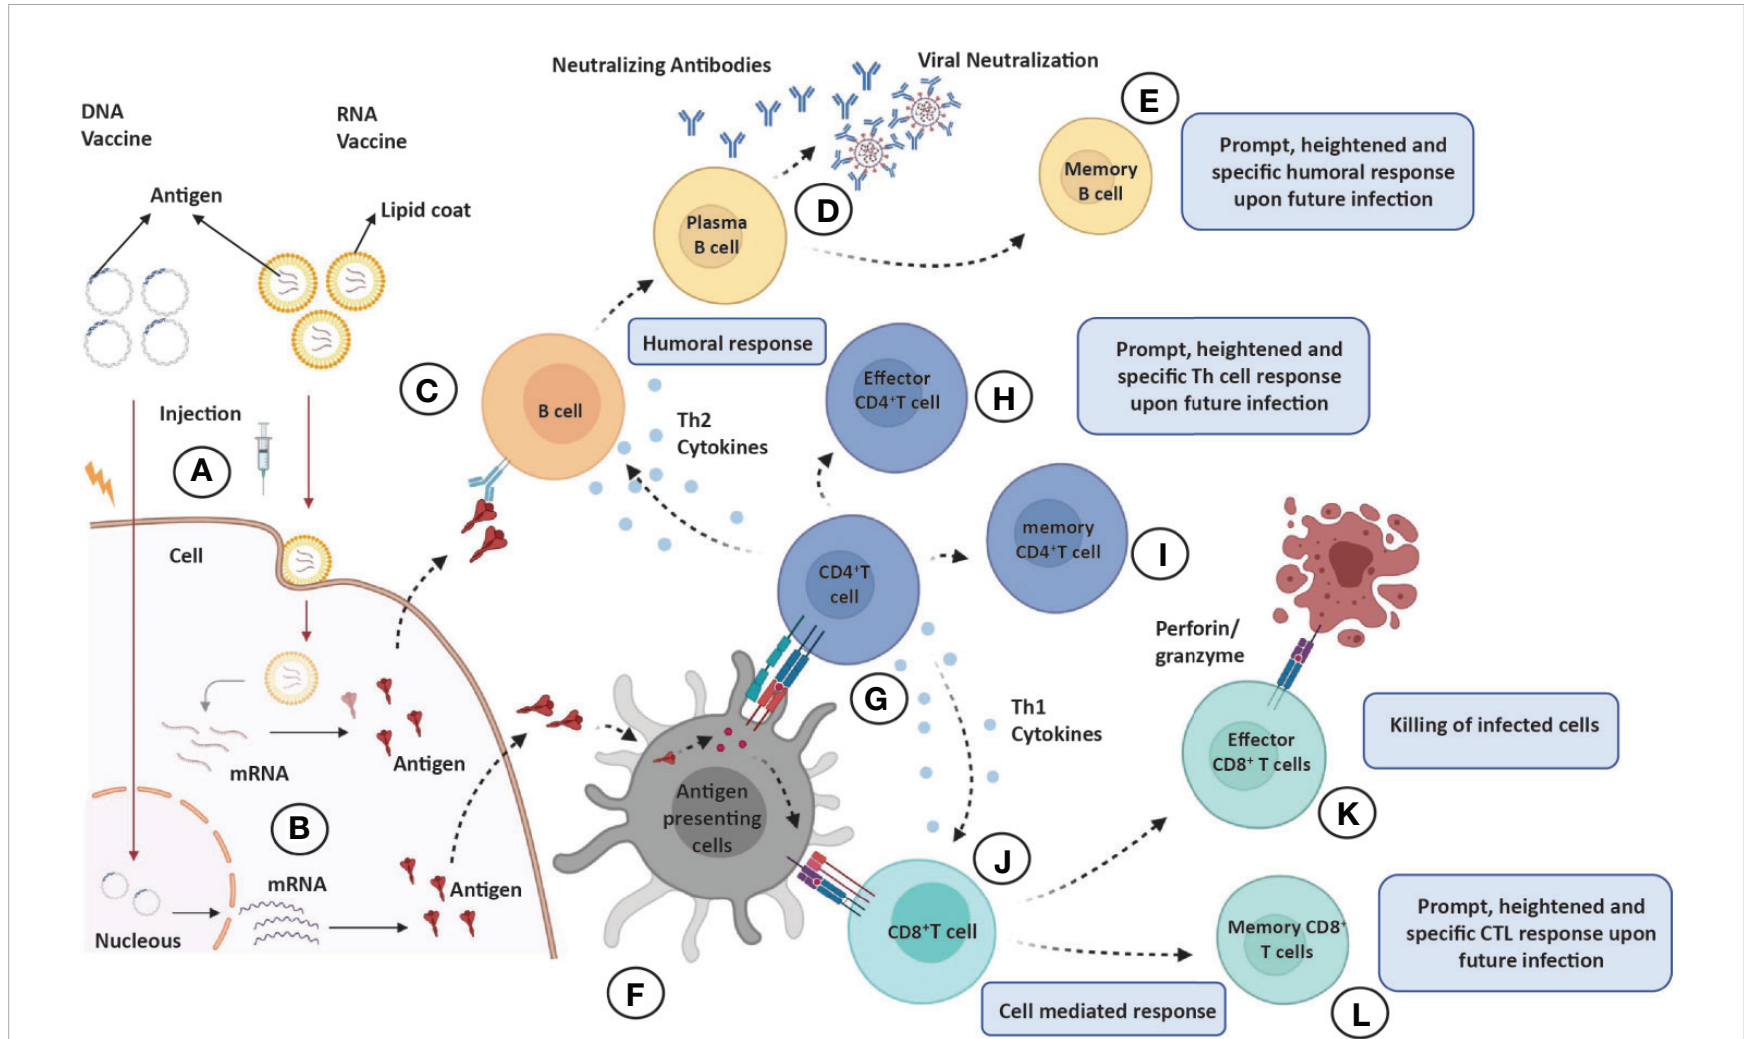 Neutralizing Antibodies
Viral Neutralization
E
DNA
Vaccine
RNA
Vaccine
Prompt, heightened and
specific humoral response
upon future infection
Memory
B cell
Antigen
Lipid coat
D
Plasma
B cell
Humoral response
C
B cell
Effector
CD4⁺T cell
H
Prompt, heightened and
specific Th cell response
upon future infection
Injection
A
Th2
Cytokines
Cell
memory
CD4⁺T cell
I
CD4⁺T
cell
G
Perforin/
granzyme
Th1
Cytokines
Effector
CD8⁺ T cells
Killing of infected cells
K
mRNA
Antigen
B
Antigen
presenting
cells
J
mRNA
Antigen
Nucleous
CD8⁺T cell
Memory CD8⁺
T cells
Prompt, heightened and
specific CTL response upon
future infection
F
Cell mediated response
L